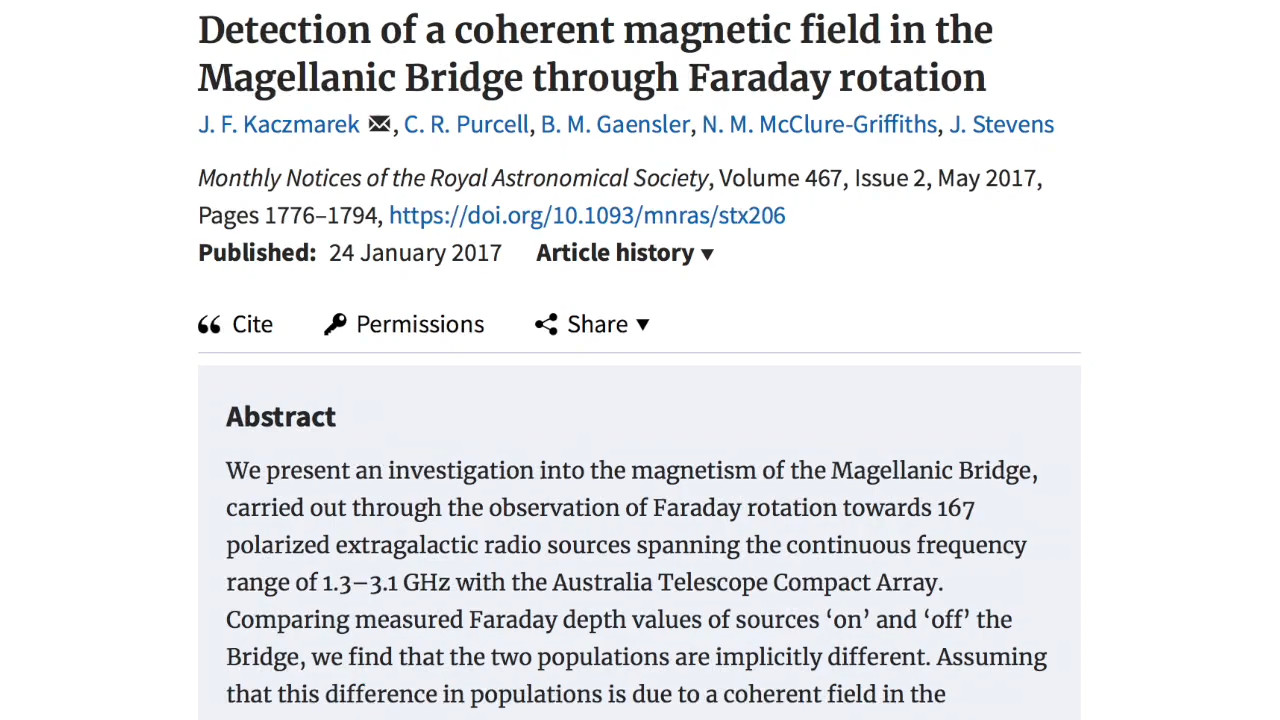 Detection of a coherent magnetic field in the
Magellanic Bridge through Faraday rotation
J. F. Kaczmarek ✉, C. R. Purcell, B. M. Gaensler, N. M. McClure-Griffiths, J. Stevens
Monthly Notices of the Royal Astronomical Society, Volume 467, Issue 2, May 2017,
Pages 1776–1794, https://doi.org/10.1093/mnras/stx206
Published: 24 January 2017 Article history ▼
Cite Permissions Share ▼
Abstract
We present an investigation into the magnetism of the Magellanic Bridge,
carried out through the observation of Faraday rotation towards 167
polarized extragalactic radio sources spanning the continuous frequency
range of 1.3–3.1 GHz with the Australia Telescope Compact Array.
Comparing measured Faraday depth values of sources ‘on’ and ‘off’ the
Bridge, we find that the two populations are implicitly different. Assuming
that this difference in populations is due to a coherent field in the